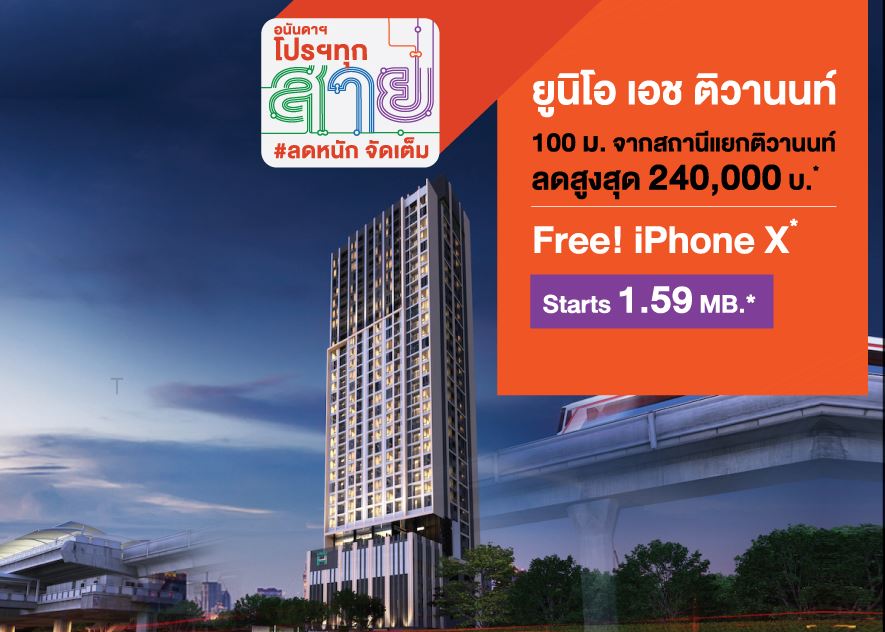 อนันดาฯ
โปรฯทุก
สาย
#ลดหนัก จัดเต็ม
ยูนิโอ เอช ติวานนท์
100 ม. จากสถานีแยกติวานนท์
ลดสูงสุด 240,000 บ.*
Free! iPhone X*
Starts 1.59 MB.*
T
H